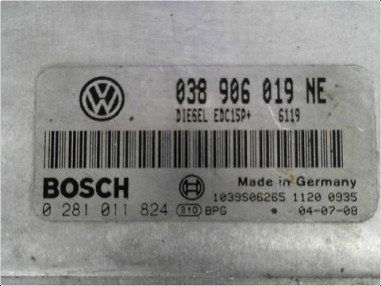 038 906 019 NE
DIESEL EDC15P+ 6119
BOSCH
Made in Germany
1039S06265 1120 0935
0 281 011 824 S10 BPG 04-07-08